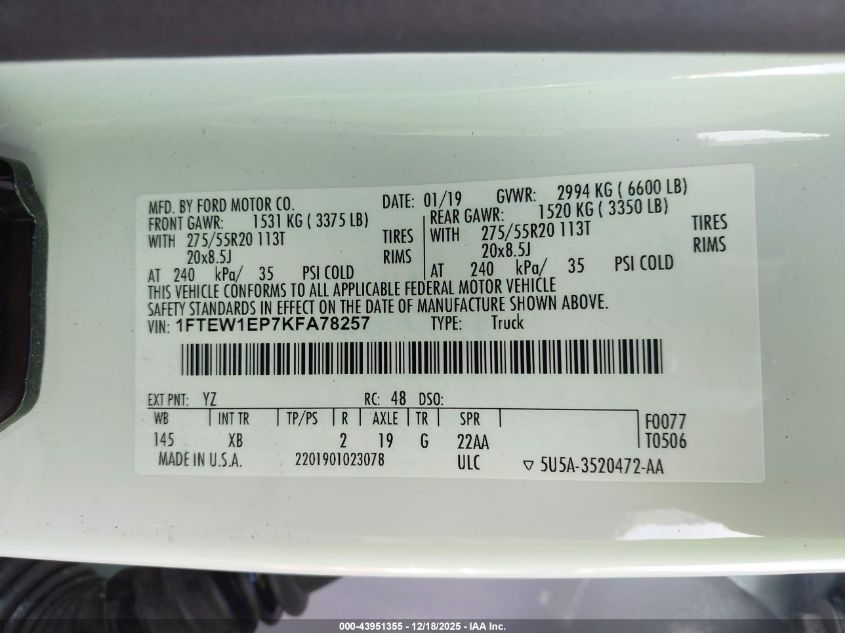 MFD. BY FORD MOTOR CO. DATE: 01/19 GVWR: 2994 KG ( 6600 LB)
FRONT GAWR: 1531 KG ( 3375 LB) REAR GAWR: 1520 KG ( 3350 LB)
WITH 275/55R20 113T TIRES WITH 275/55R20 113T TIRES
20x8.5J RIMS 20x8.5J RIMS
AT 240 kPa/ 35 PSI COLD AT 240 kPa/ 35 PSI COLD
THIS VEHICLE CONFORMS TO ALL APPLICABLE FEDERAL MOTOR VEHICLE
SAFETY STANDARDS IN EFFECT ON THE DATE OF MANUFACTURE SHOWN ABOVE.
VIN: 1FTEW1EP7KFA78257 TYPE: Truck
EXT PNT: YZ RC: 48 DSO:
WB INT TR TP/PS R AXLE TR SPR F0077
145 XB 2 19 G 22AA T0506
MADE IN U.S.A. 2201901023078 ULC ▽ 5U5A-3520472-AA
000-43951355 - 12/18/2025 - IAA Inc.